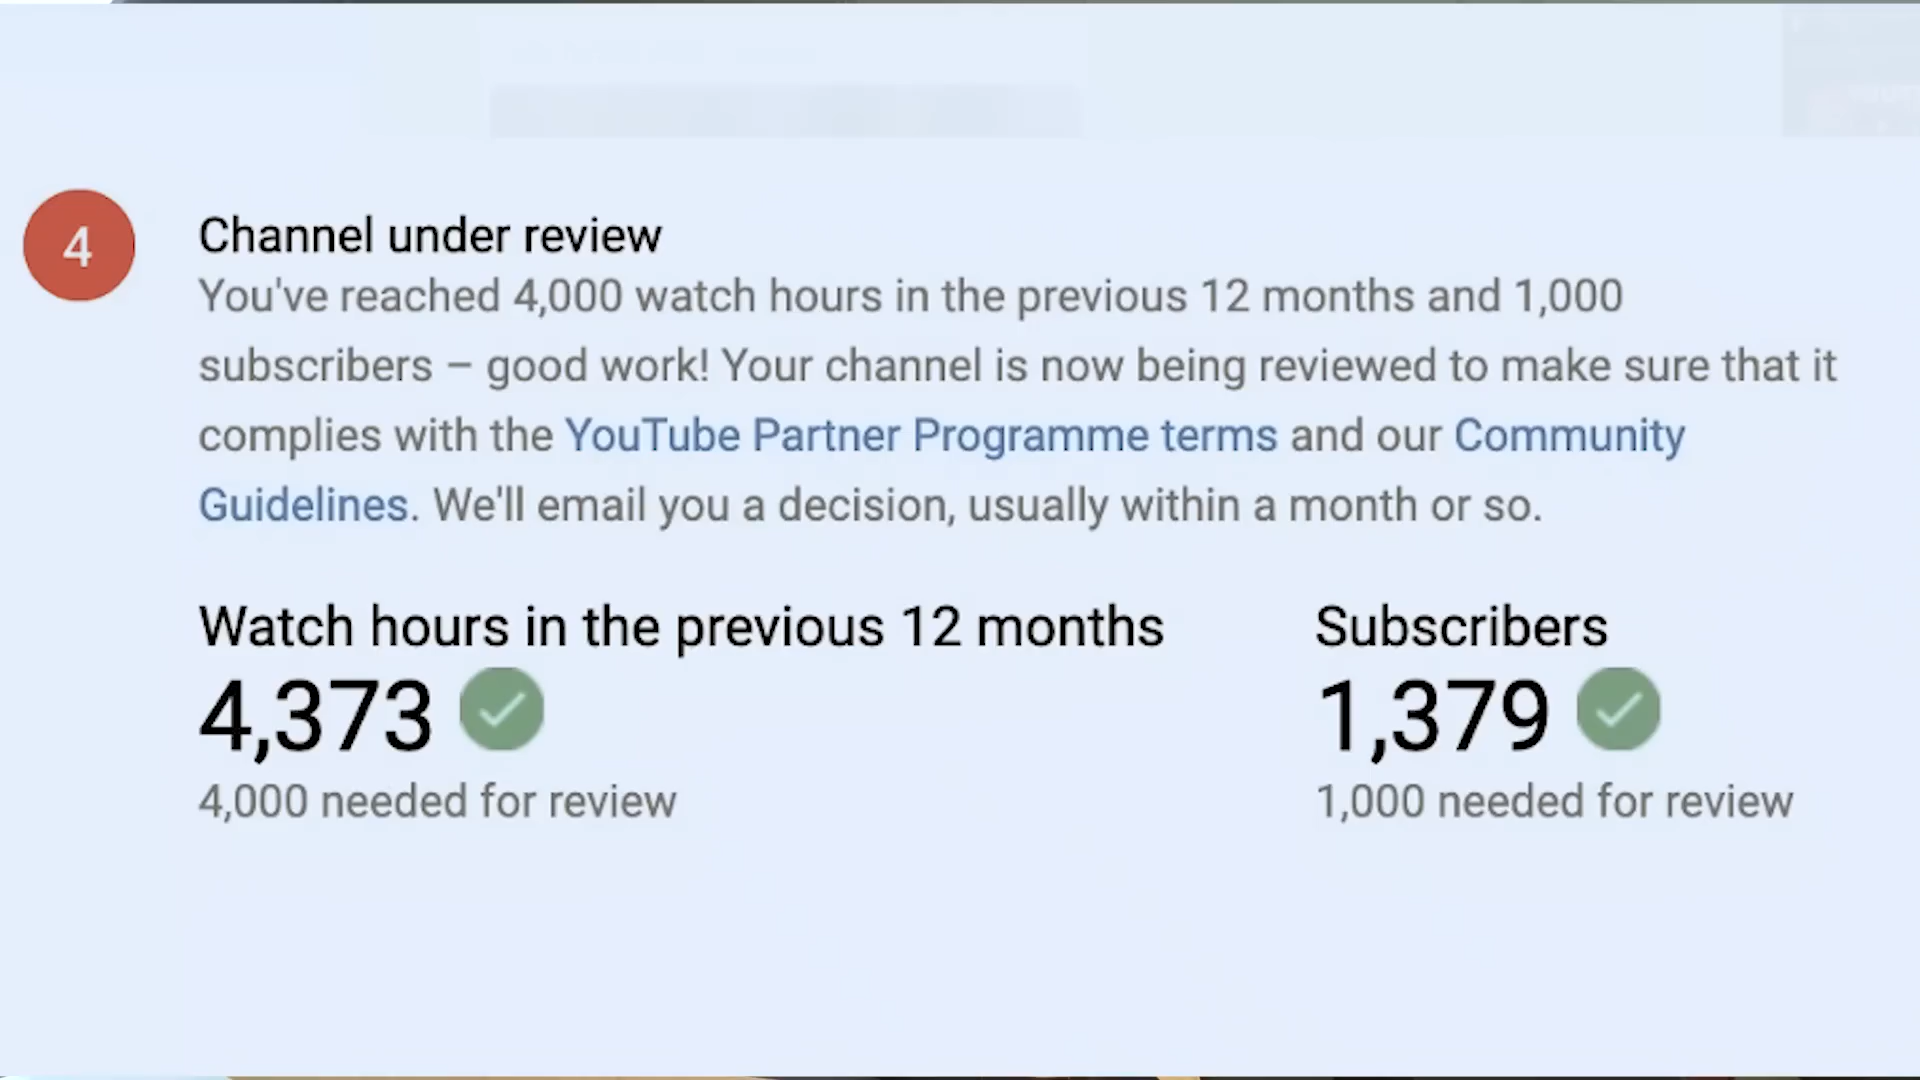 4
Channel under review
You've reached 4,000 watch hours in the previous 12 months and 1,000
subscribers – good work! Your channel is now being reviewed to make sure that it
complies with the YouTube Partner Programme terms and our Community
Guidelines. We'll email you a decision, usually within a month or so.
Watch hours in the previous 12 months
4,373
4,000 needed for review
Subscribers
1,379
1,000 needed for review